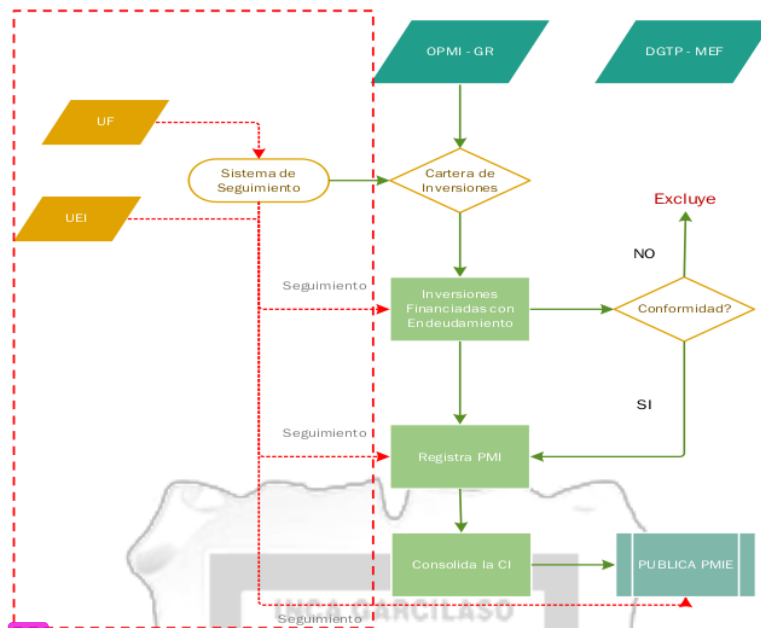 OPMI - GR
DGTP - MEF
UF
Sistema de
Seguimiento
Cartera de
Inversiones
UEI
Excluye
NO
Seguimiento
Inversiones
Financiadas con
Endeudamiento
Conformidad?
SI
Seguimiento
Registra PMI
Consolida la CI
PUBLICA PMIE
INCA GARCILASO
Seguimiento